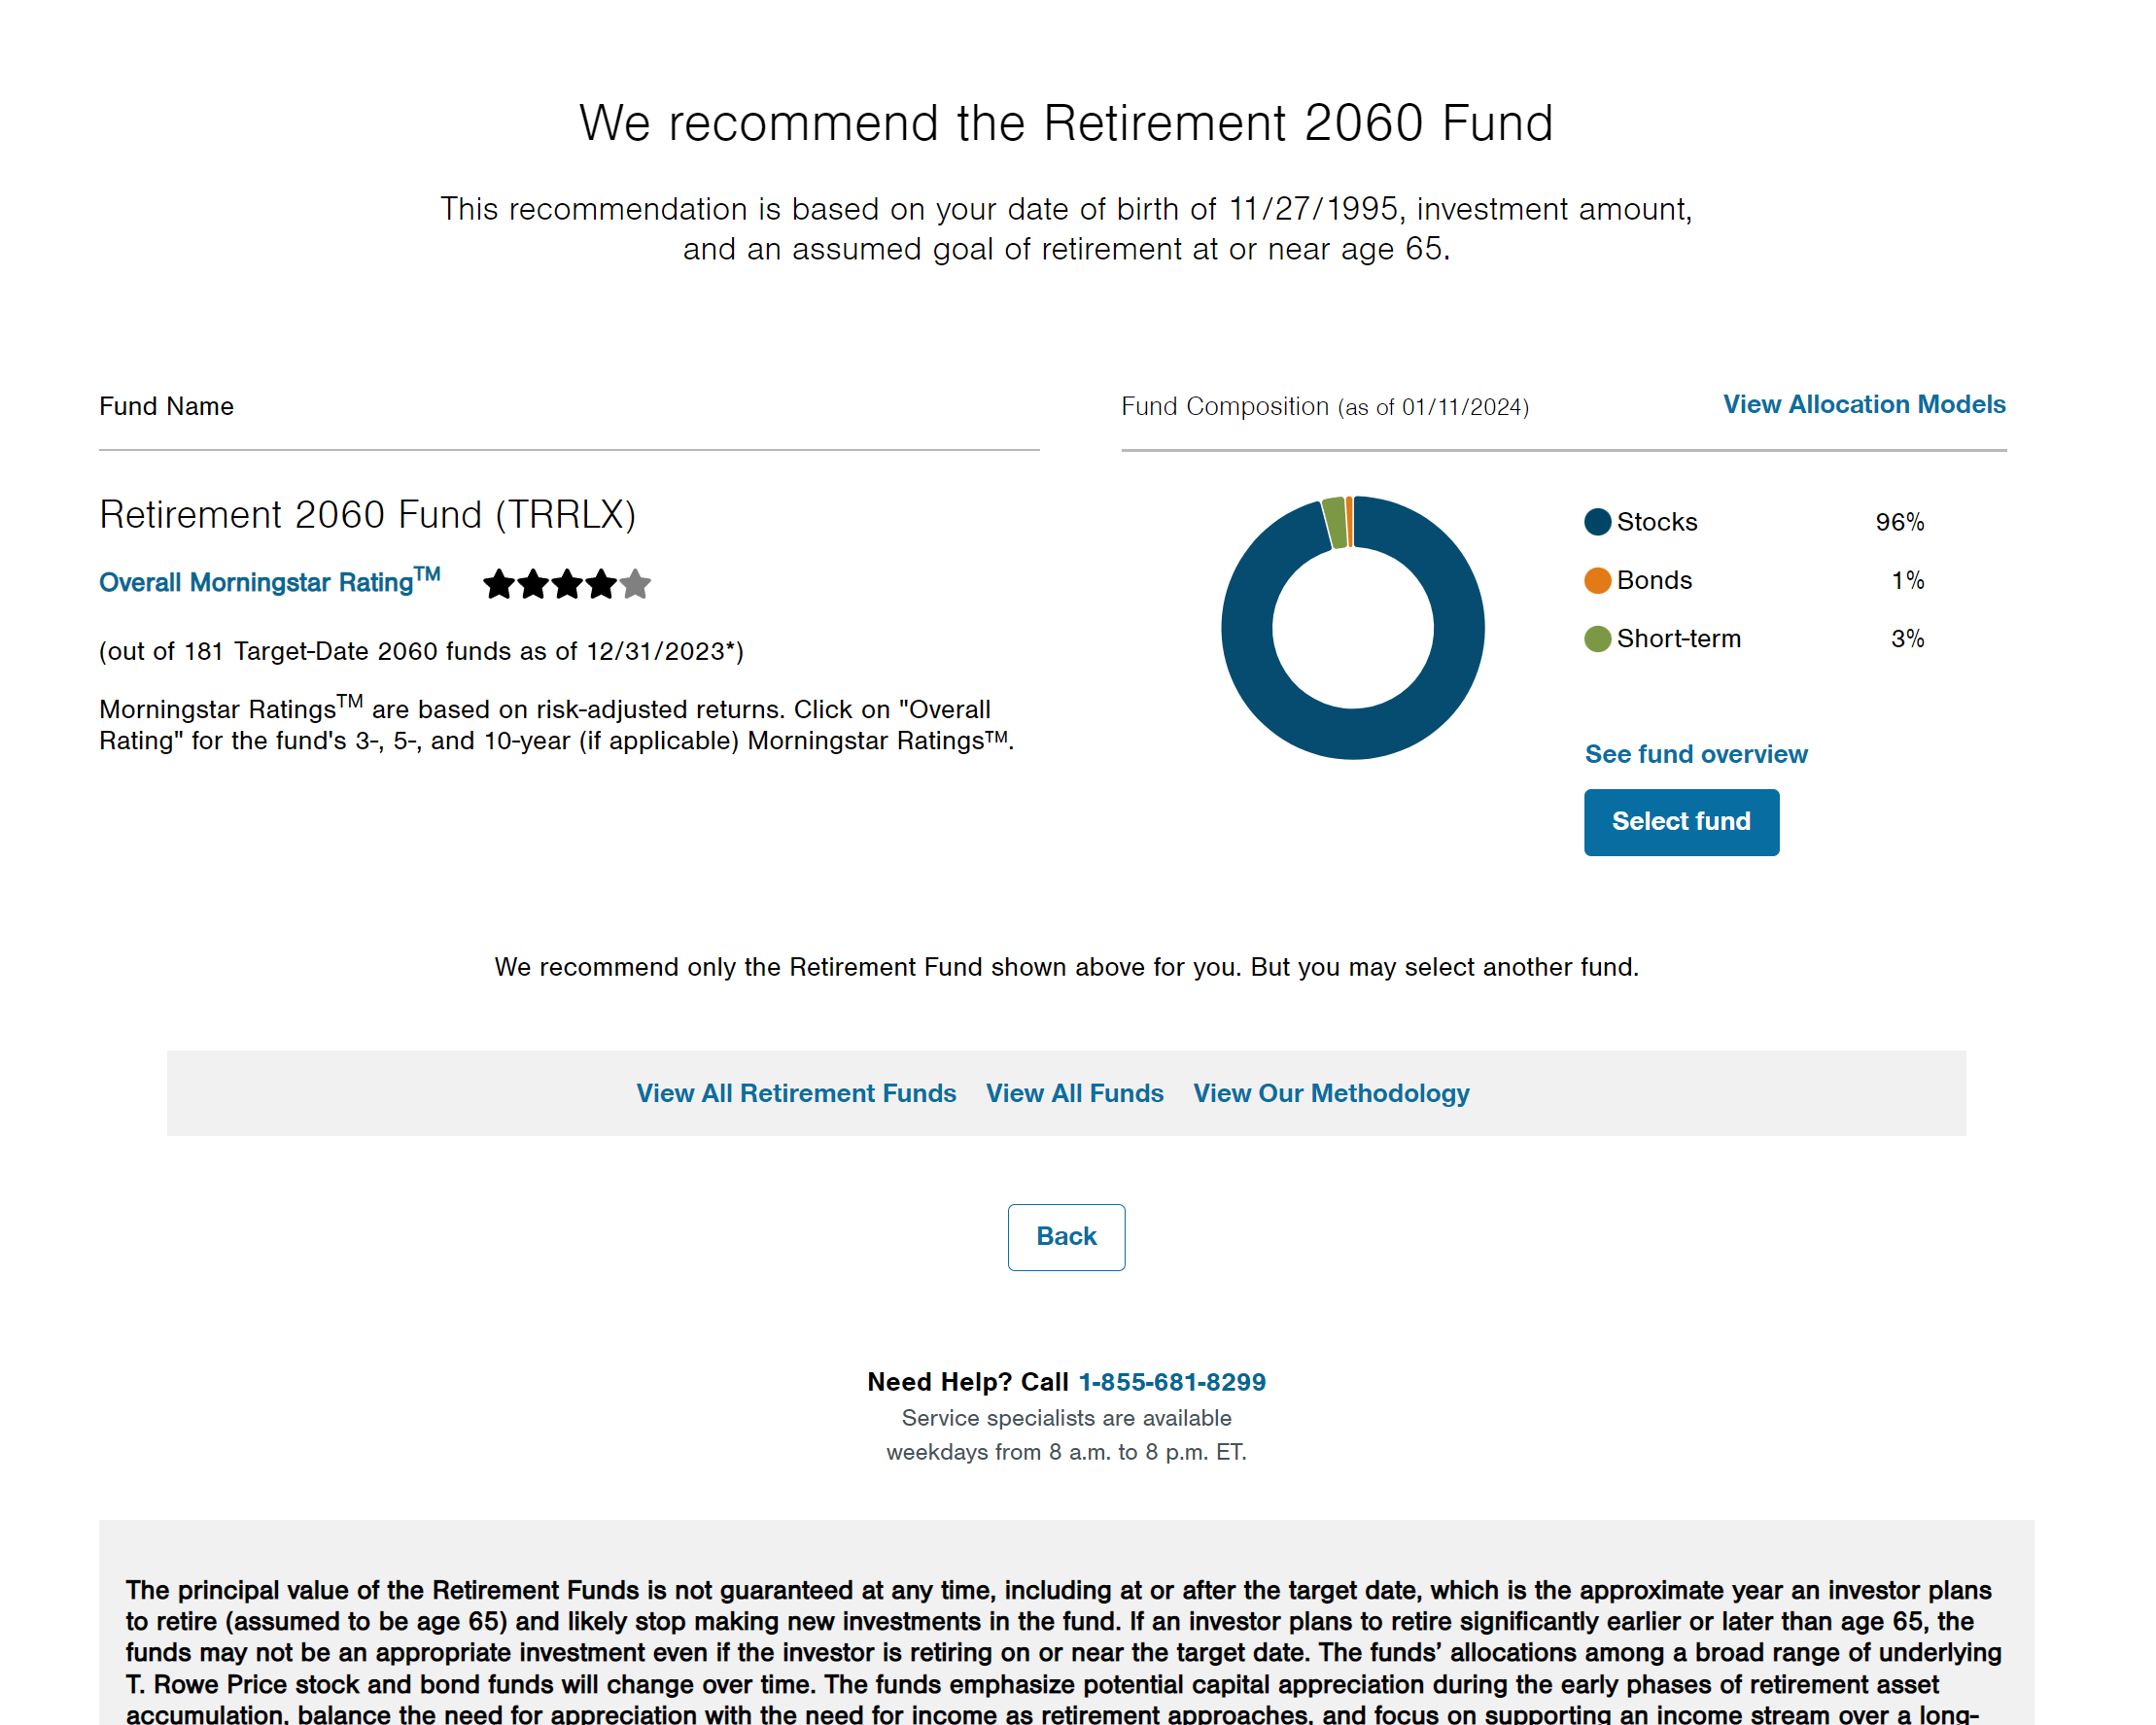 We recommend the Retirement 2060 Fund
This recommendation is based on your date of birth of 11/27/1995, investment amount,
and an assumed goal of retirement at or near age 65.
Fund Name
Retirement 2060 Fund (TRRLX)
Overall Morningstar Rating™
(out of 181 Target-Date 2060 funds as of 12/31/2023*)
Morningstar Ratings™ are based on risk-adjusted returns. Click on "Overall
Rating" for the fund's 3-, 5-, and 10-year (if applicable) Morningstar Ratings™.
Fund Composition (as of 01/11/2024)
View Allocation Models
Stocks 96%
Bonds 1%
Short-term 3%
See fund overview
Select fund
We recommend only the Retirement Fund shown above for you. But you may select another fund.
View All Retirement Funds View All Funds View Our Methodology
Back
Need Help? Call 1-855-681-8299
Service specialists are available
weekdays from 8 a.m. to 8 p.m. ET.
The principal value of the Retirement Funds is not guaranteed at any time, including at or after the target date, which is the approximate year an investor plans
to retire (assumed to be age 65) and likely stop making new investments in the fund. If an investor plans to retire significantly earlier or later than age 65, the
funds may not be an appropriate investment even if the investor is retiring on or near the target date. The funds’ allocations among a broad range of underlying
T. Rowe Price stock and bond funds will change over time. The funds emphasize potential capital appreciation during the early phases of retirement asset
accumulation, balance the need for appreciation with the need for income as retirement approaches, and focus on supporting an income stream over a long-